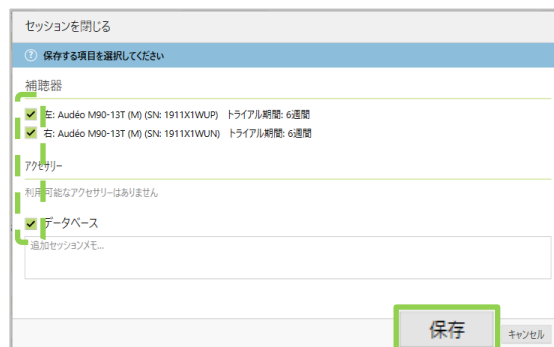 セッションを閉じる
? 保存する項目を選択してください
補聴器
左: Audéo M90-13T (M) (SN: 1911X1WUP) トライアル期間: 6週間
右: Audéo M90-13T (M) (SN: 1911X1WUN) トライアル期間: 6週間
アクセサリー
利用可能なアクセサリーはありません
データベース
追加セッションメモ...
保存 キャンセル